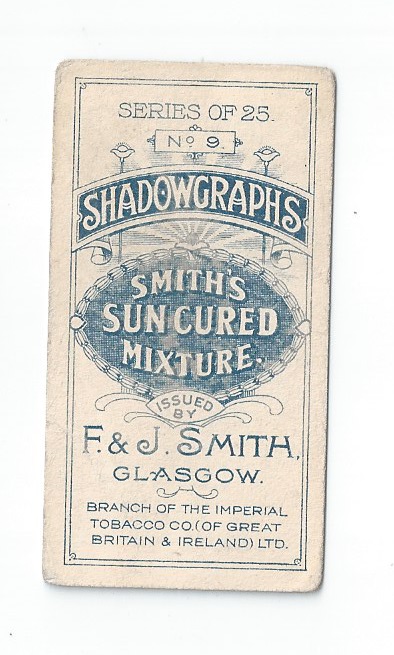 SERIES OF 25.
Nº 9.
SHADOWGRAPHS
SMITH'S
SUN CURED
MIXTURE.
ISSUED
BY
F. & J. SMITH,
GLASGOW.
BRANCH OF THE IMPERIAL
TOBACCO CO. (OF GREAT
BRITAIN & IRELAND) LTD.